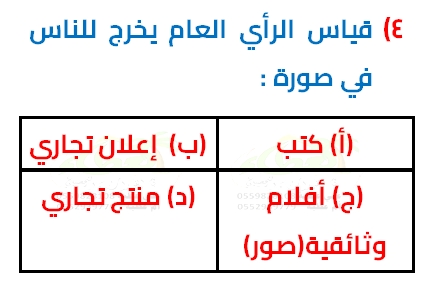 ٤) قياس الرأي العام يخرج للناس
في صورة :
(أ) كتب
(ب) إعلان تجاري
(ج) أفلام
وثائقية(صور)
(د) منتج تجاري